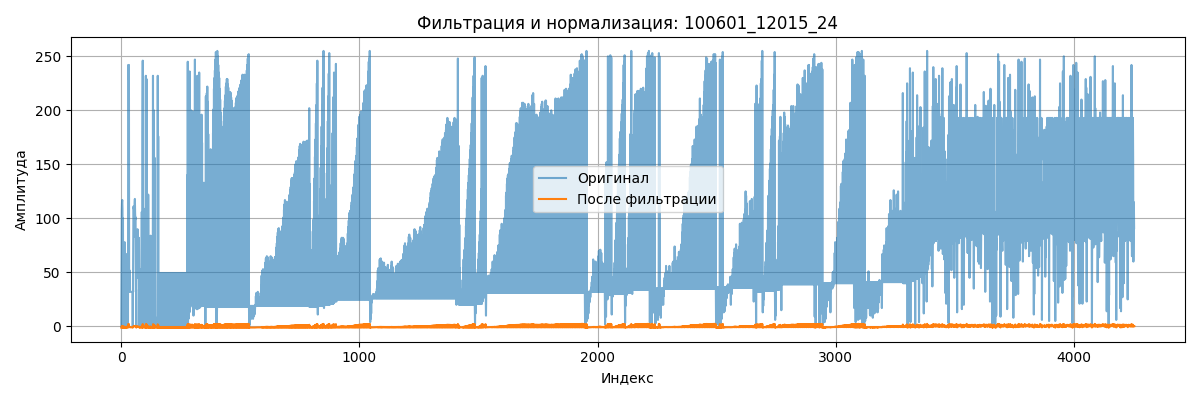 Фильтрация и нормализация: 100601_12015_24
Амплитуда
250
200
150
100
50
0
Оригинал
После фильтрации
0 1000 2000 3000 4000
Индекс